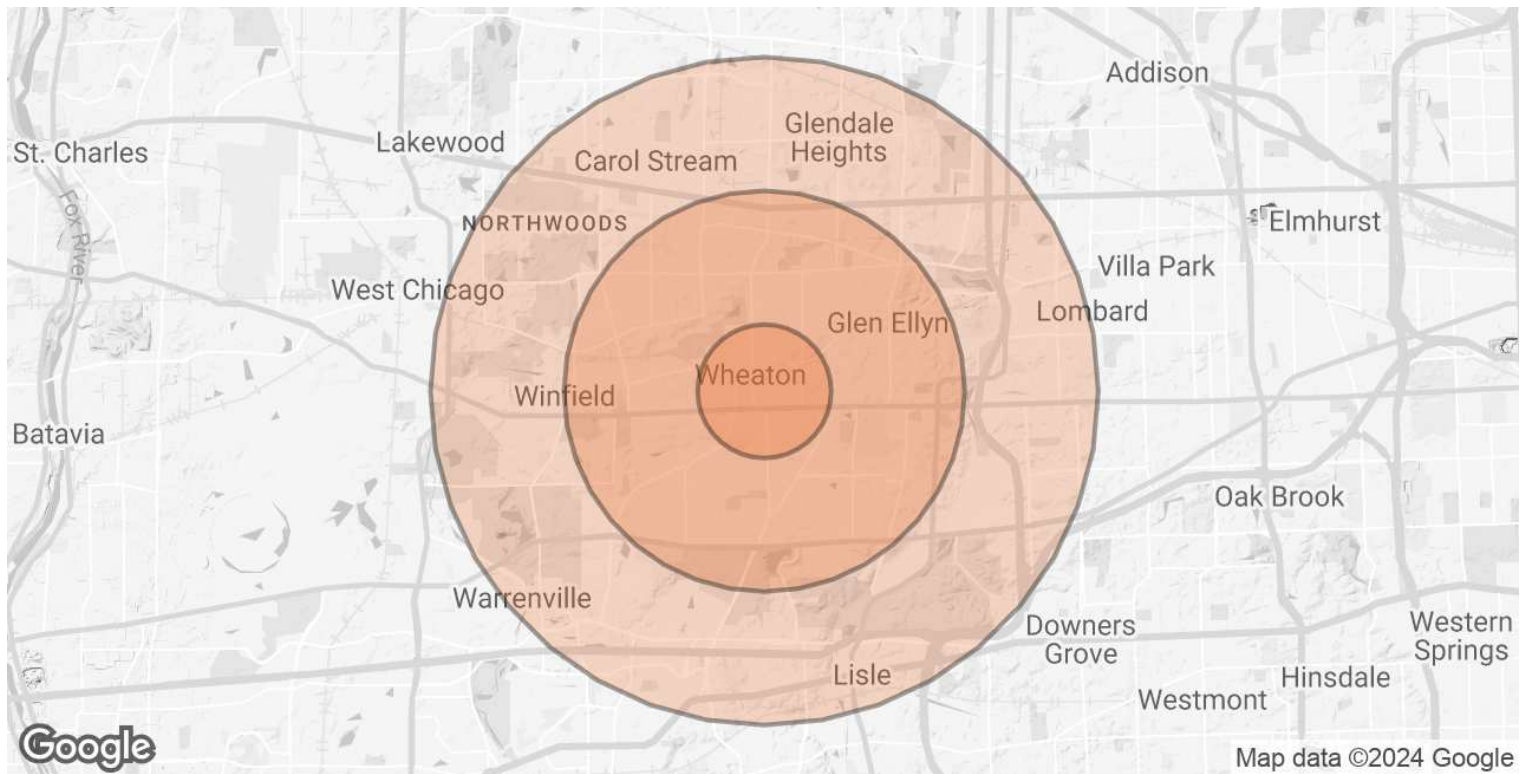 Addison
Glendale
Heights
Lakewood
St. Charles
Carol Stream
NORTHWOODS
Elmhurst
Fox River
Villa Park
West Chicago
Lombard
Glen Ellyn
Wheaton
Winfield
Batavia
Oak Brook
Warrenville
Downers
Grove
Western
Springs
Lisle
Hinsdale
Westmont
Google
Map data ©2024 Google